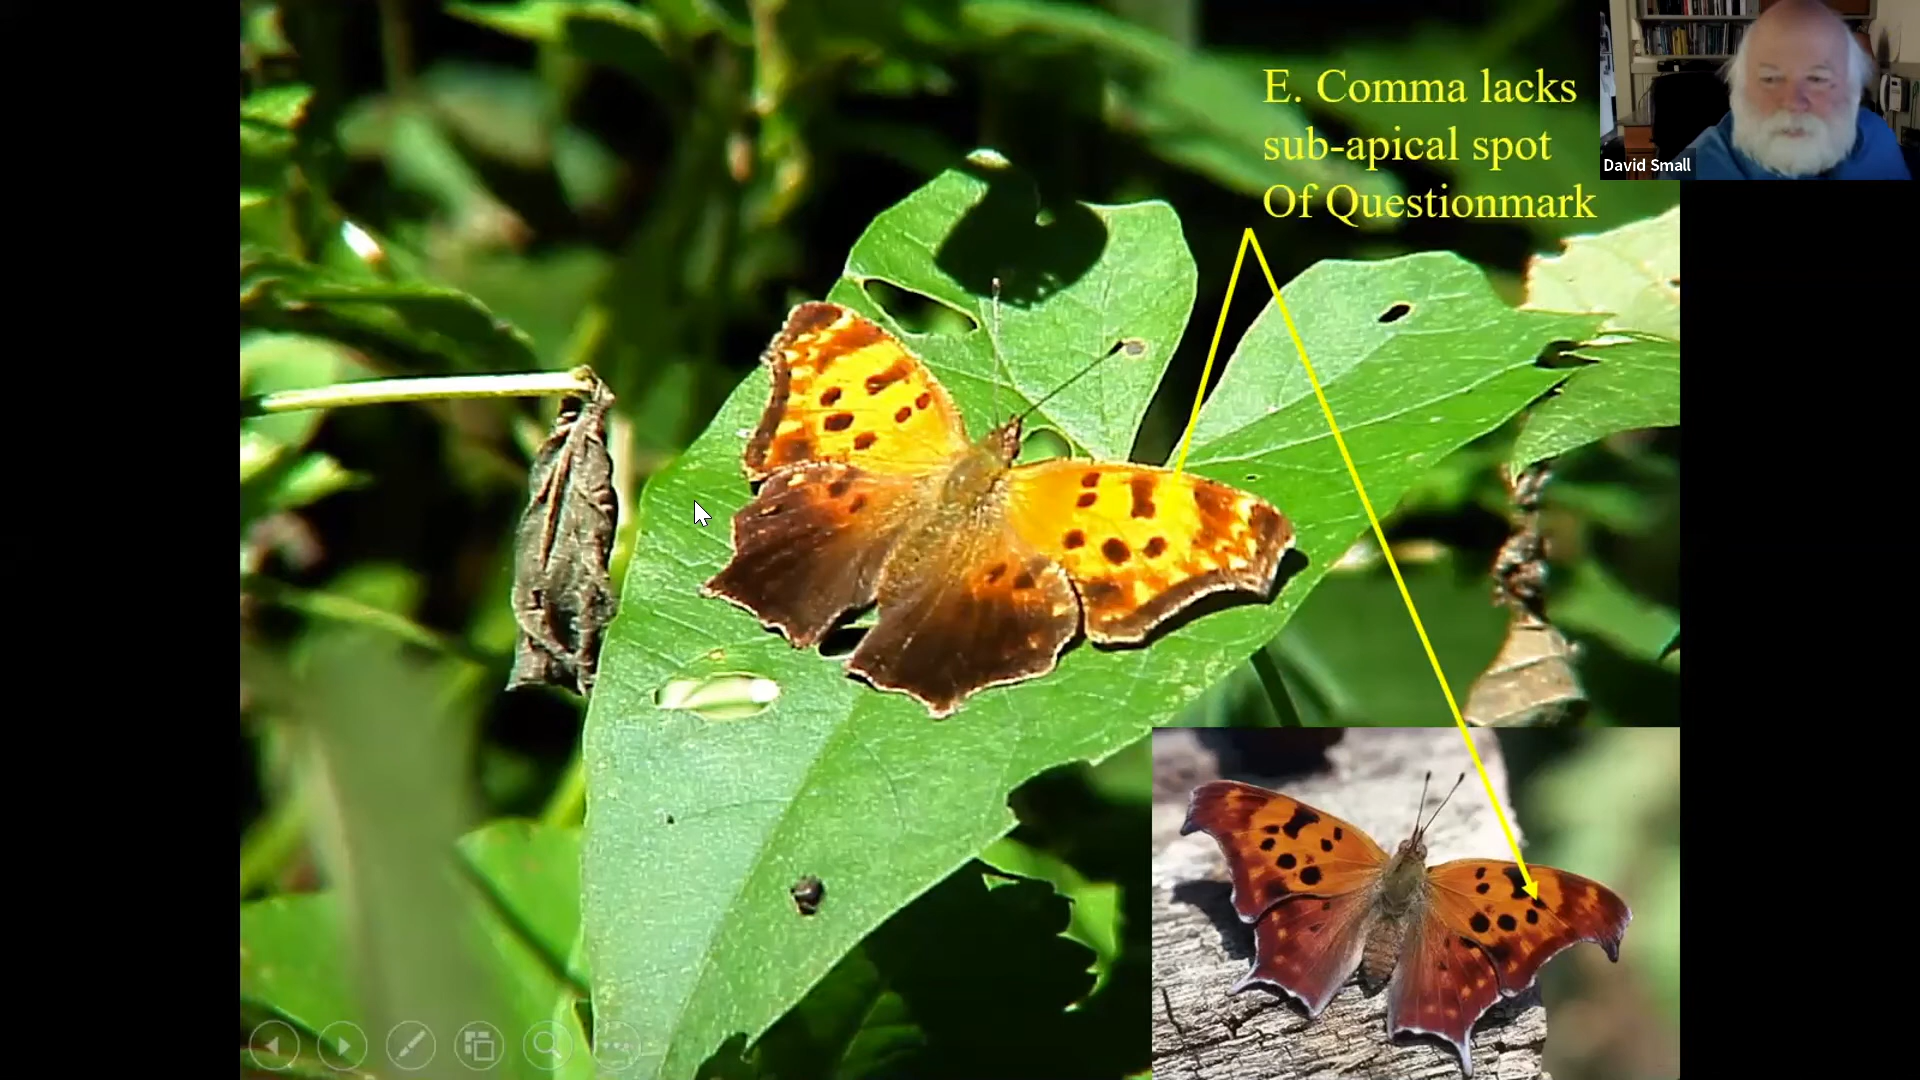 E. Comma lacks
sub-apical spot
Of Questionmark
David Small